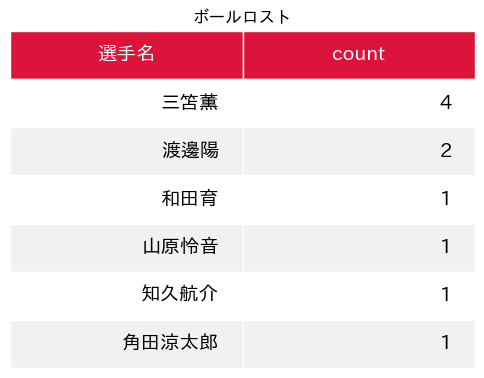 ボールロスト
選手名 count
三笘薫 4
渡邊陽 2
和田育 1
山原怜音 1
知久航介 1
角田涼太郎 1